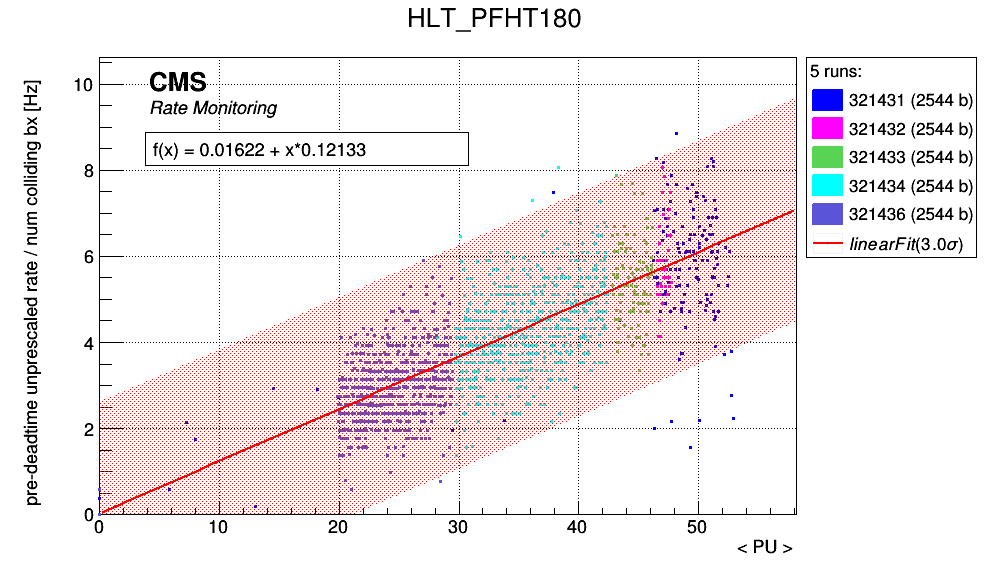 HLT_PFHT180
pre-deadtime unprescaled rate / num colliding bx [Hz]
CMS
Rate Monitoring
f(x) = 0.01622 + x*0.12133
10
8
6
4
2
0
0 10 20 30 40 50
< PU >
5 runs:
321431 (2544 b)
321432 (2544 b)
321433 (2544 b)
321434 (2544 b)
321436 (2544 b)
linearFit(3.0σ)